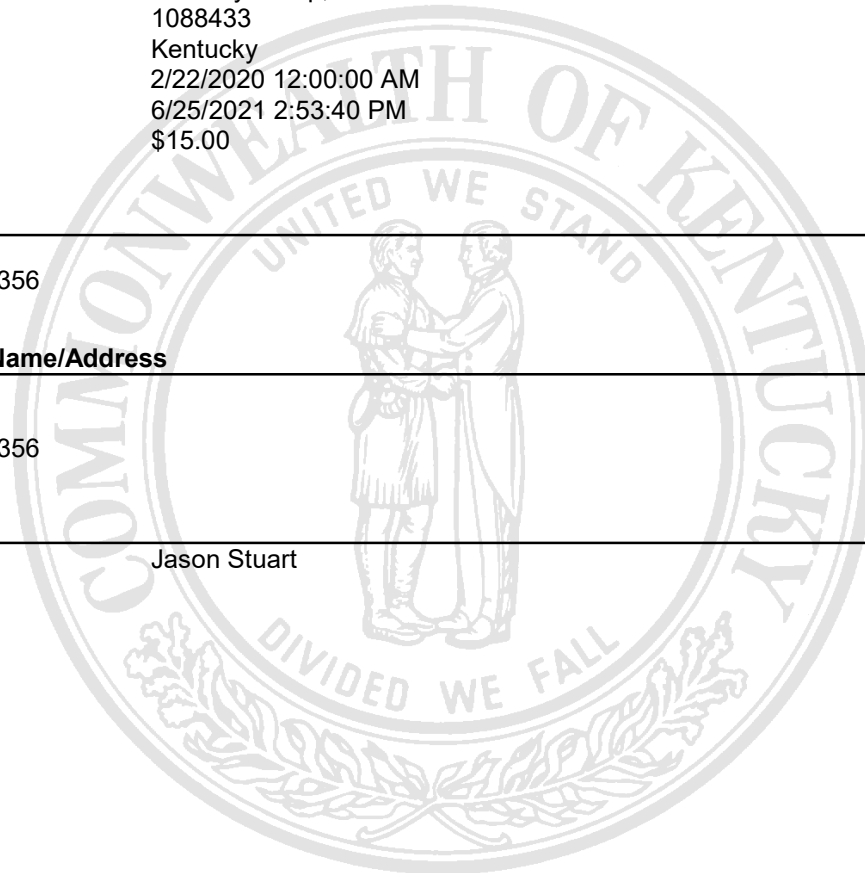 1088433
Kentucky
2/22/2020 12:00:00 AM
6/25/2021 2:53:40 PM
$15.00
356
Name/Address
356
Jason Stuart
COMMONWEALTH OF KENTUCKY
UNITED WE STAND
DIVIDED WE FALL